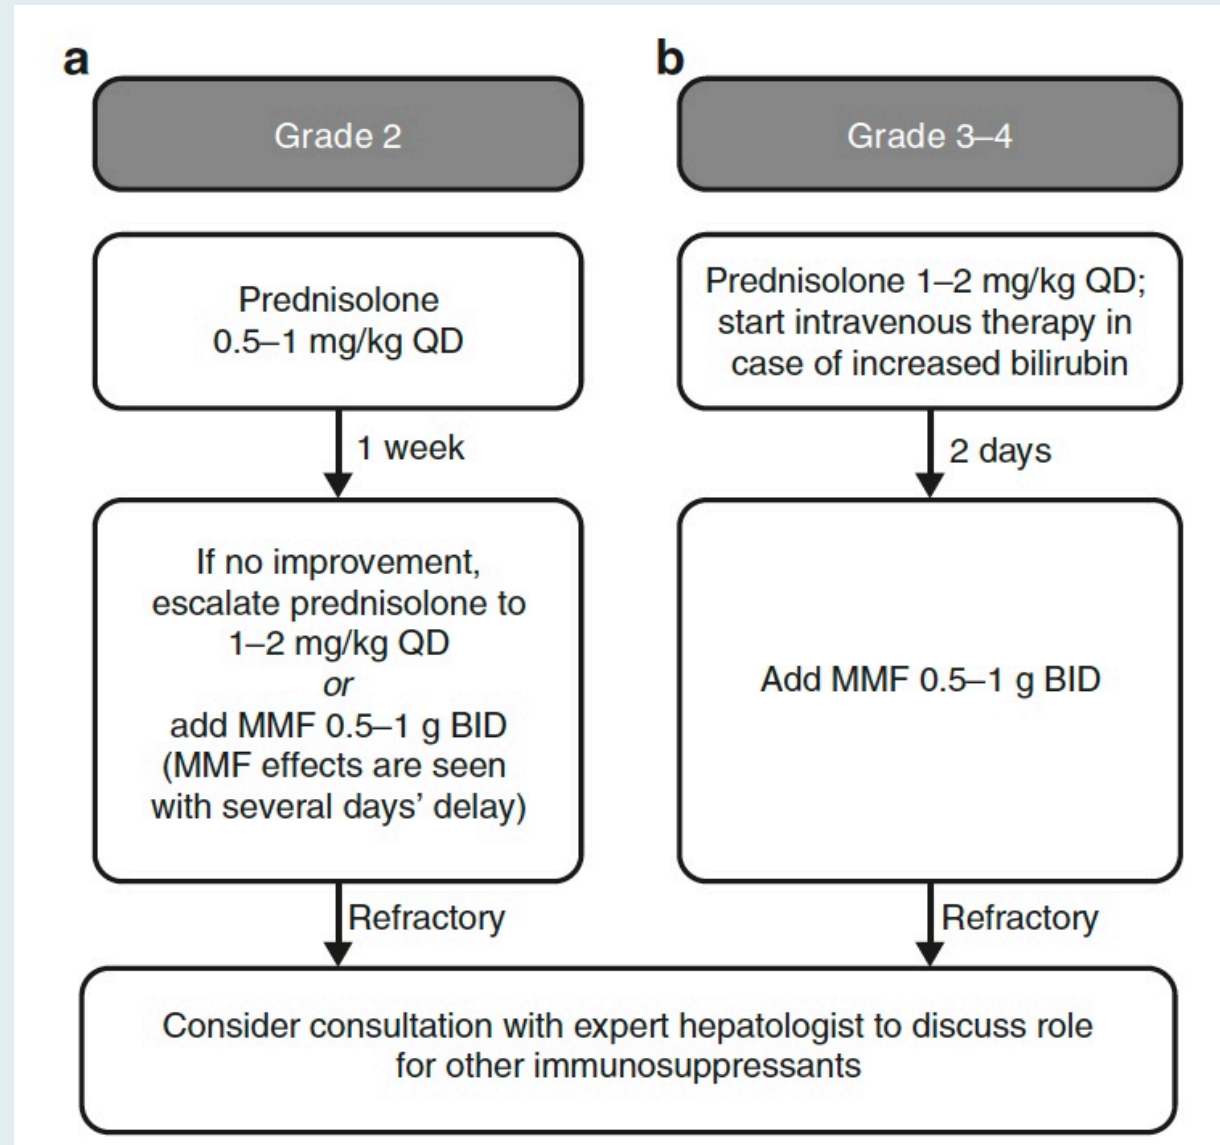 a
Grade 2
Prednisolone
0.5–1 mg/kg QD
1 week
If no improvement,
escalate prednisolone to
1–2 mg/kg QD
or
add MMF 0.5–1 g BID
(MMF effects are seen
with several days’ delay)
Refractory
b
Grade 3–4
Prednisolone 1–2 mg/kg QD;
start intravenous therapy in
case of increased bilirubin
2 days
Add MMF 0.5–1 g BID
Refractory
Consider consultation with expert hepatologist to discuss role
for other immunosuppressants